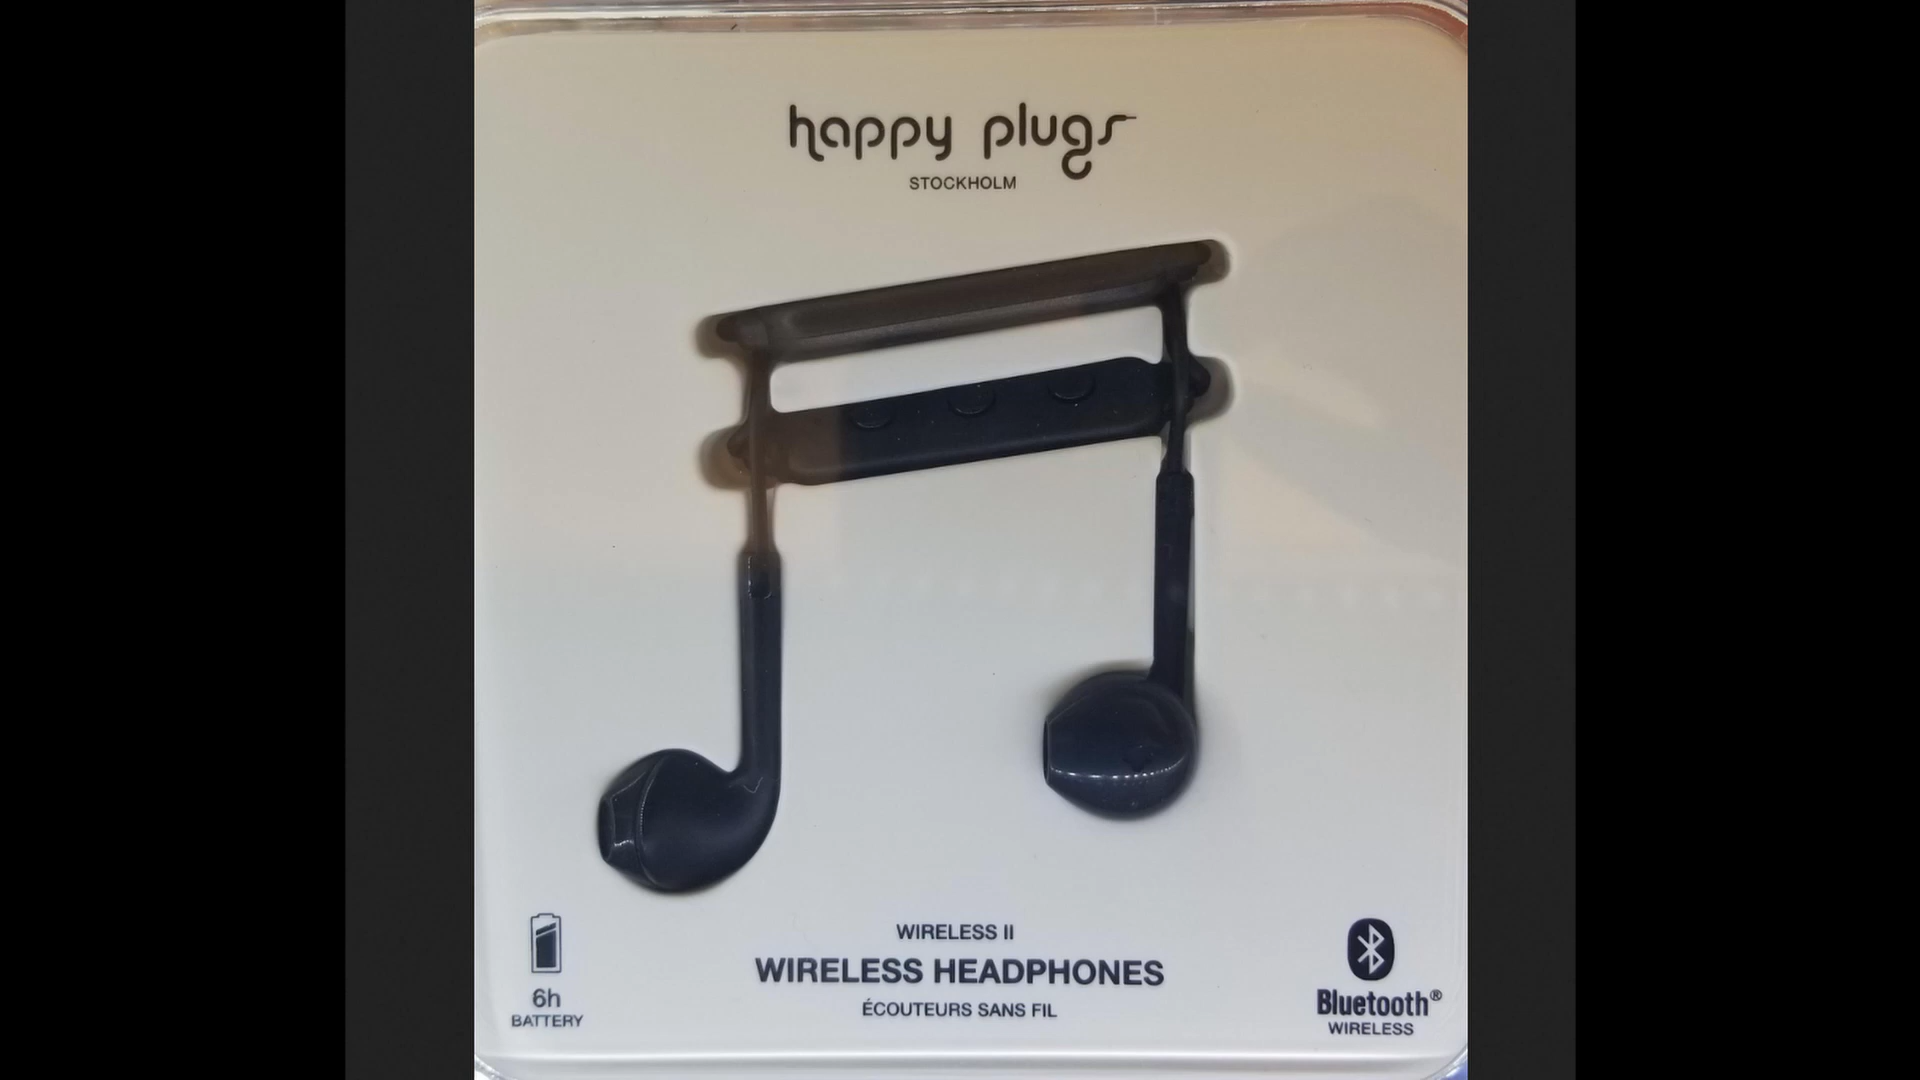 happy plugs
STOCKHOLM
WIRELESS II
WIRELESS HEADPHONES
ÉCOUTEURS SANS FIL
6h
BATTERY
Bluetooth®
WIRELESS